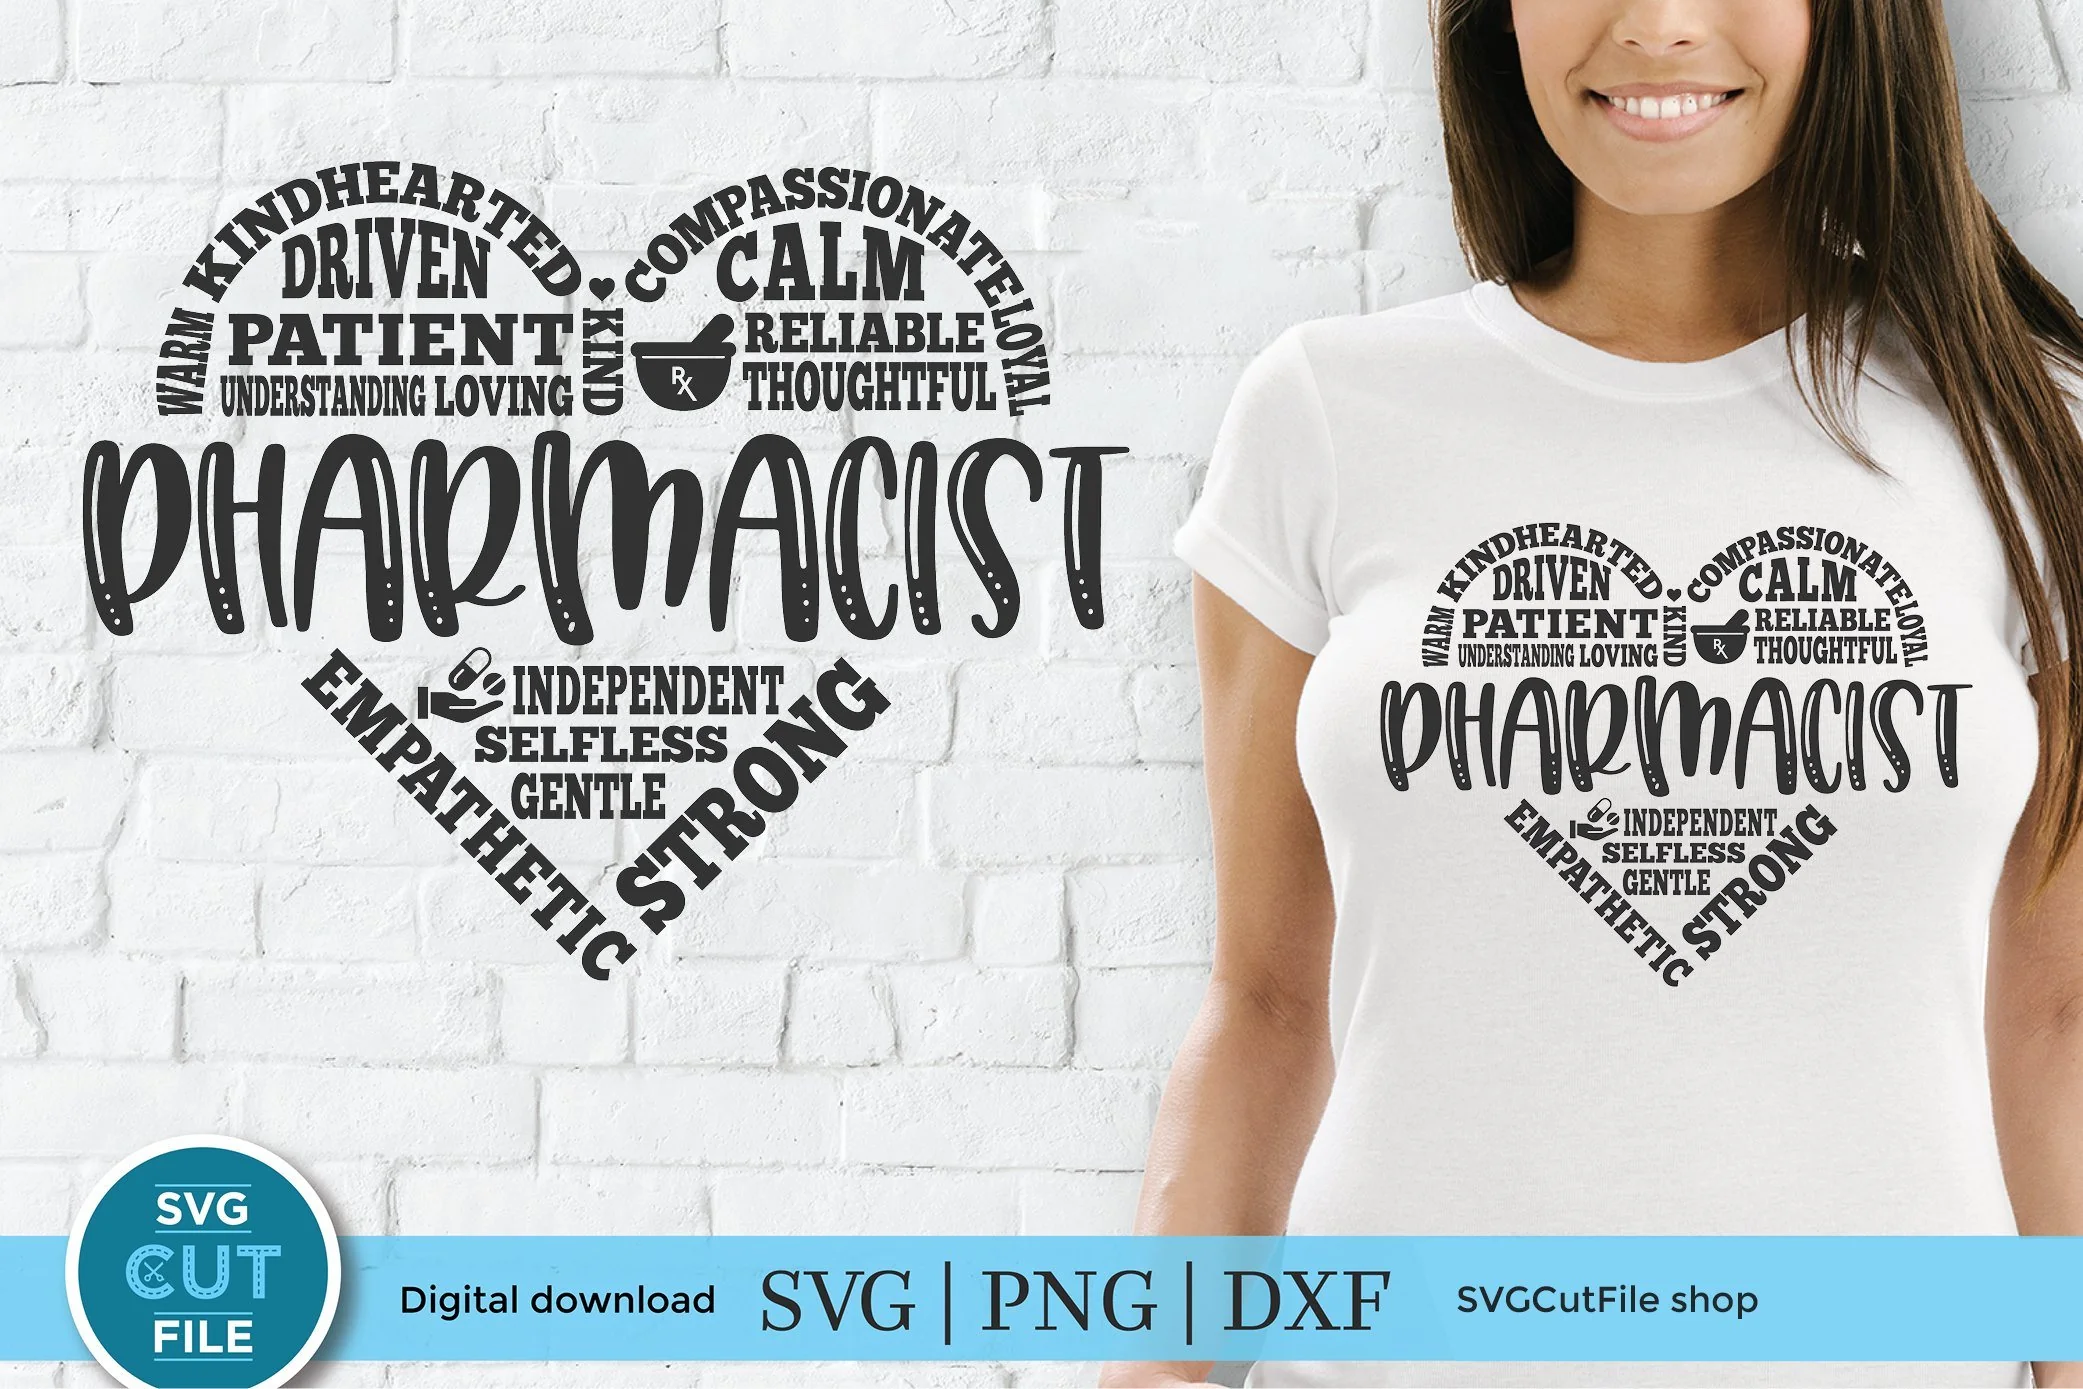 WARM
KINDHEARTED
DRIVEN
PATIENT
UNDERSTANDING LOVING
KIND
COMPASSIONATE
LOYAL
CALM
RELIABLE
THOUGHTFUL
RX
PHARMACIST
EMPATHETIC
INDEPENDENT
SELFLESS
GENTLE
STRONG
WARM
KINDHEARTED
DRIVEN
PATIENT
UNDERSTANDING LOVING
KIND
COMPASSIONATE
LOYAL
CALM
RELIABLE
THOUGHTFUL
RX
PHARMACIST
EMPATHETIC
INDEPENDENT
SELFLESS
GENTLE
STRONG
SVG
CUT
FILE
Digital download SVG | PNG | DXF SVGCutFile shop